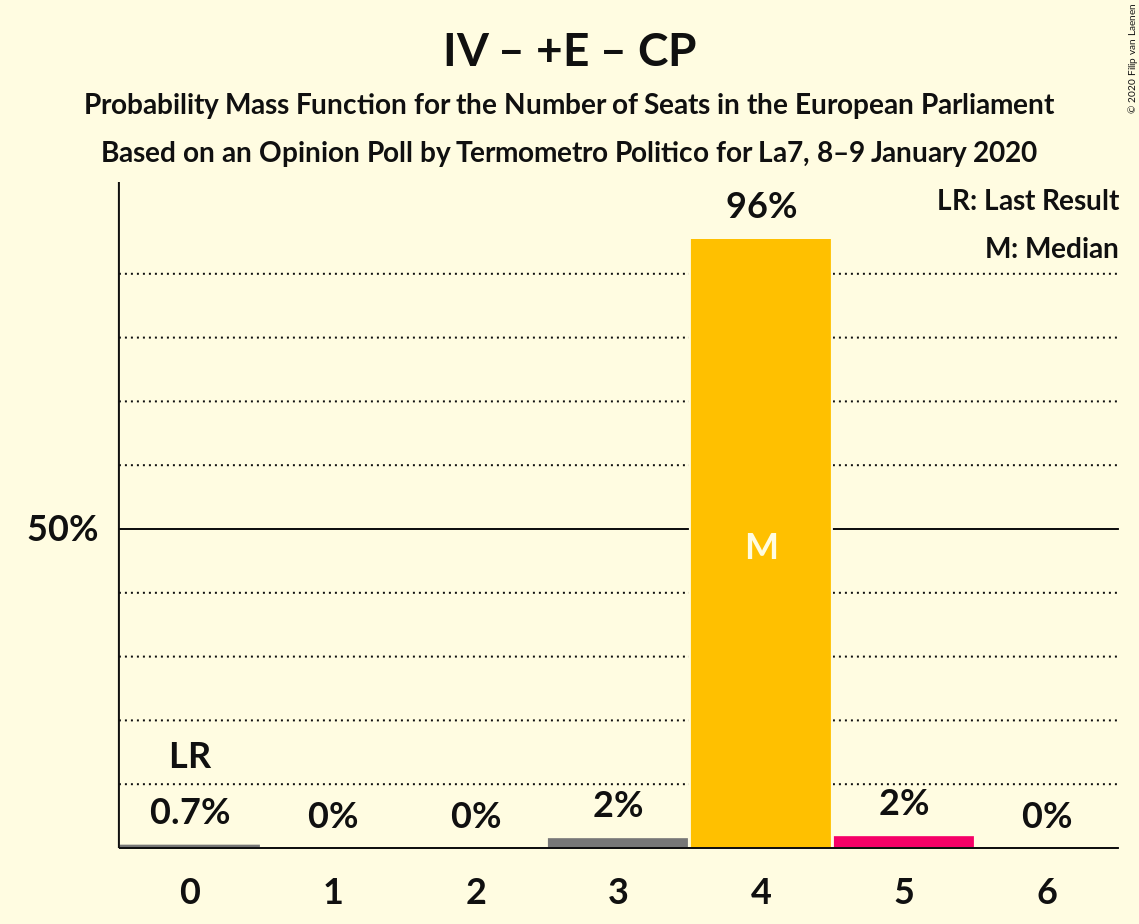 IV – +E – CP
Probability Mass Function for the Number of Seats in the European Parliament
Based on an Opinion Poll by Termometro Politico for La7, 8–9 January 2020
© 2020 Filip van Laenen
LR: Last Result
M: Median
96%
50%
M
LR
0.7%
0%
0%
2%
2%
0%
0
1
2
3
4
5
6